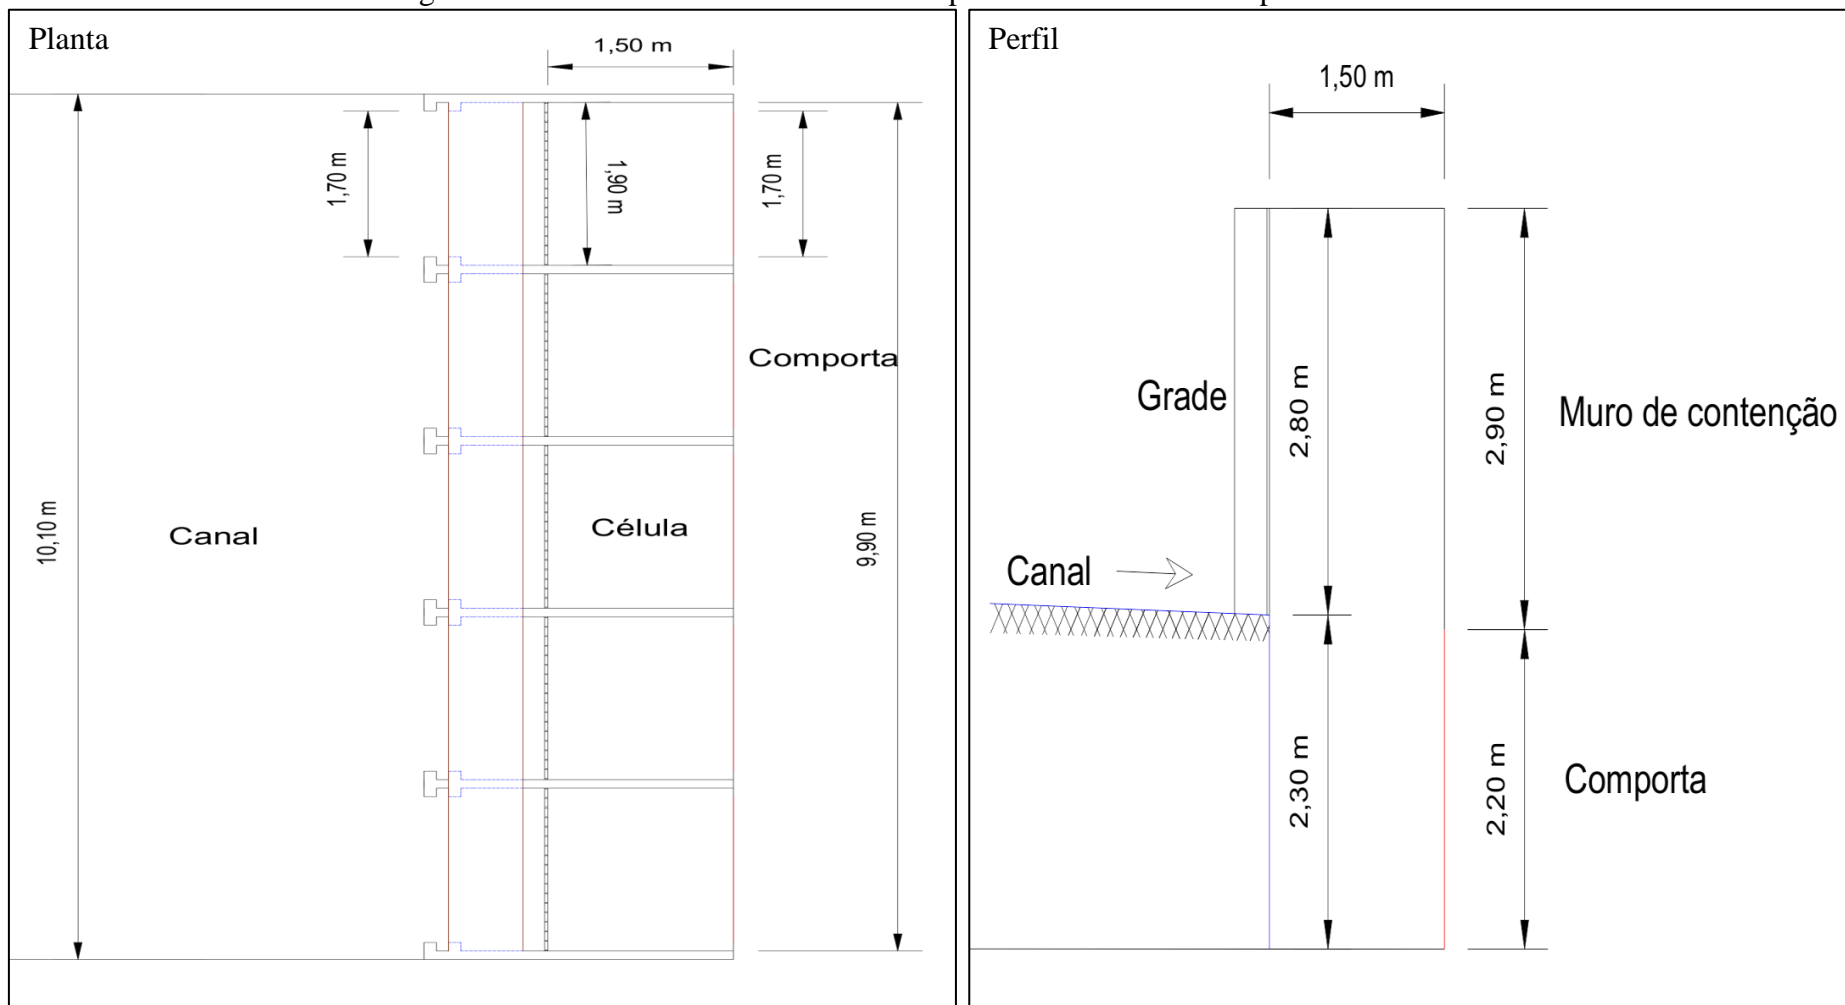 Planta
1,50 m
1,70 m
1,90 m
1,70 m
Comporta
10,10 m
Canal
Célula
9,90 m
Perfil
1,50 m
Grade
2,80 m
2,90 m
Muro de contenção
Canal
2,30 m
2,20 m
Comporta